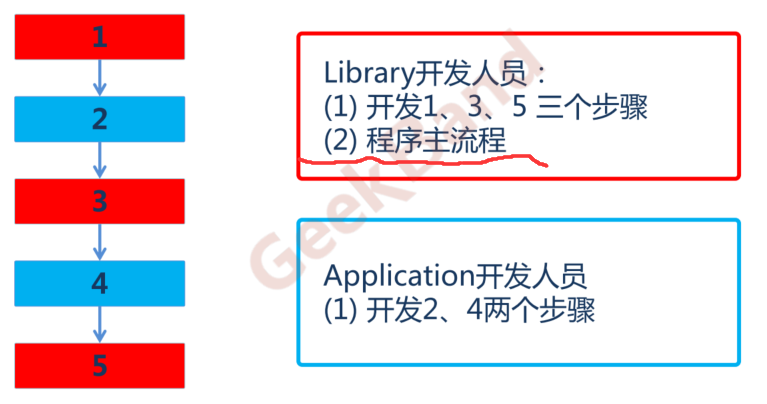 1
2
3
4
5
Library开发人员：
(1) 开发1、3、5 三个步骤
(2) 程序主流程
Application开发人员
(1) 开发2、4两个步骤
GeekBand